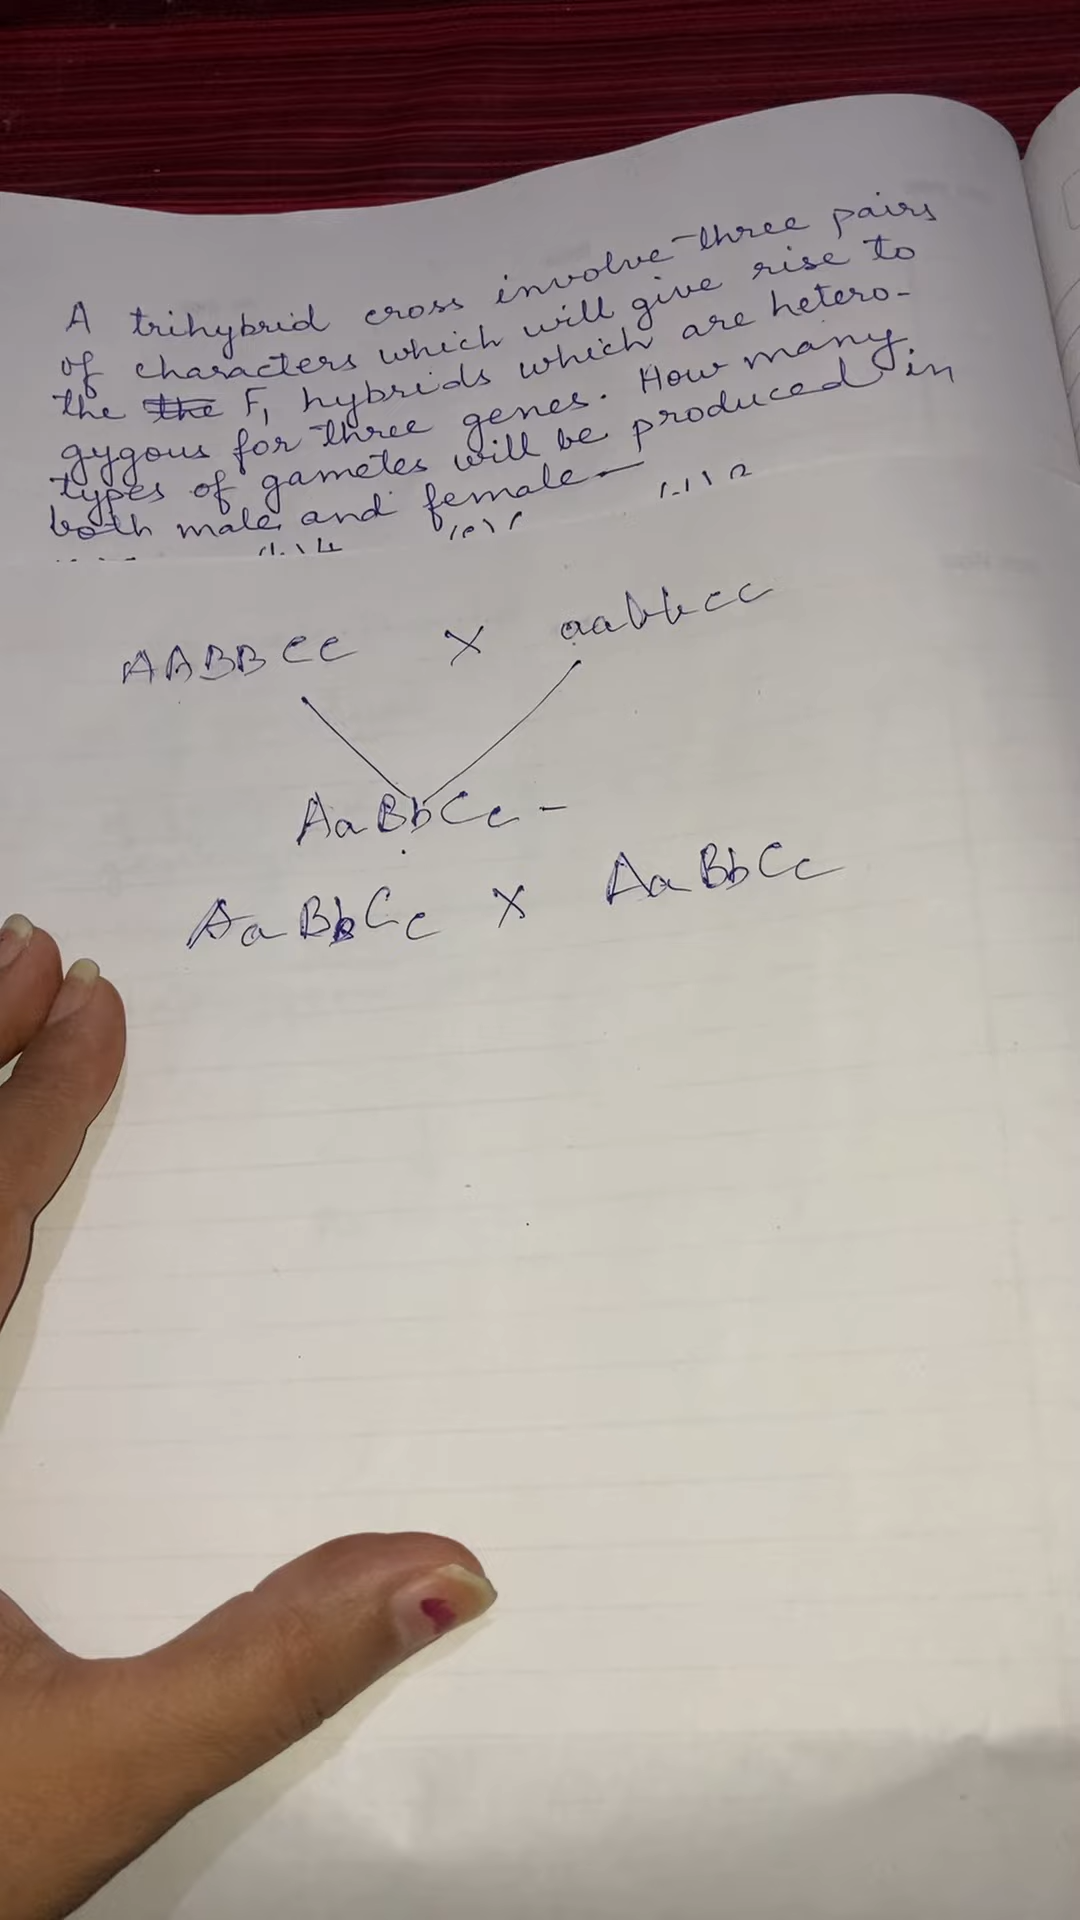 A trihybrid cross involve three pairs
of characters which will give rise to
the the F1 hybrids which are hetero-
gygous for three genes. How many
types of gametes will be produced in
both male and female—
AABBCC X aabbcc
AaBbCc -
AaBbCc X AaBbCc